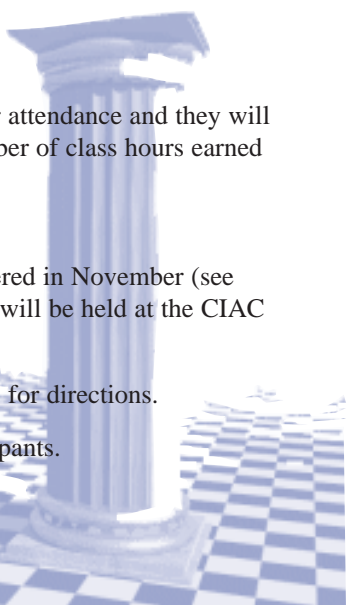 attendance and they will
ber of class hours earned
ered in November (see
will be held at the CIAC
for directions.
pants.